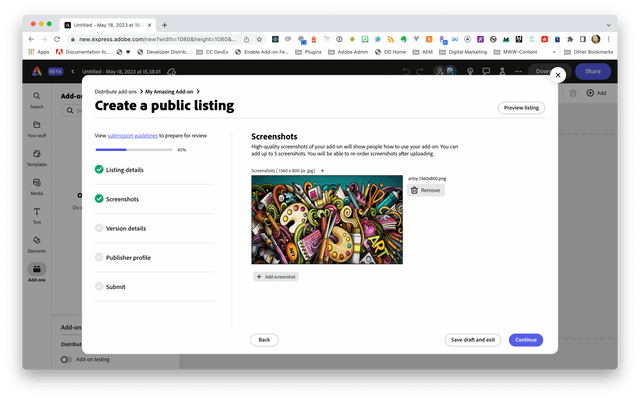 Untitled - May 18, 2023 at 15.
new.express.adobe.com/new?width=1080&height=1080&...
Apps
Documentation fo...
Developer Distrib...
CC DevEx
Enable Add-on Fe...
Plugins
Adobe Admin
DD Home
AEM
Digital Marketing
MWW-Content
»
Other Bookmarks
BETA
Untitled - May 18, 2023 at 15.38.01
Down
Share
Search
Your stuff
Templates
Media
Text
Elements
Add-ons
Add-o
Se
Add
Distribute add-ons > My Amazing Add-on >
Create a public listing
Preview listing
View submission guidelines to prepare for review
40%
Listing details
Screenshots
Version details
Publisher profile
Submit
Screenshots
High-quality screenshots of your add-on will show people how to use your add-on. You can
add up to 5 screenshots. You will be able to re-order screenshots after uploading.
Screenshots (1360 x 800 px .jpg) *
artsy-1360x800.png
Remove
ART
+ Add screenshot
Back
Save draft and exit
Continue
Add-on
Distribut
Add-on testing